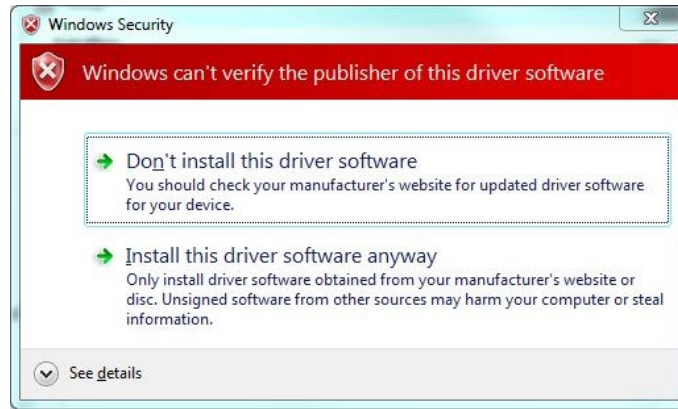 Windows Security
Windows can't verify the publisher of this driver software
Don't install this driver software
You should check your manufacturer's website for updated driver software
for your device.
Install this driver software anyway
Only install driver software obtained from your manufacturer's website or
disc. Unsigned software from other sources may harm your computer or steal
information.
See details